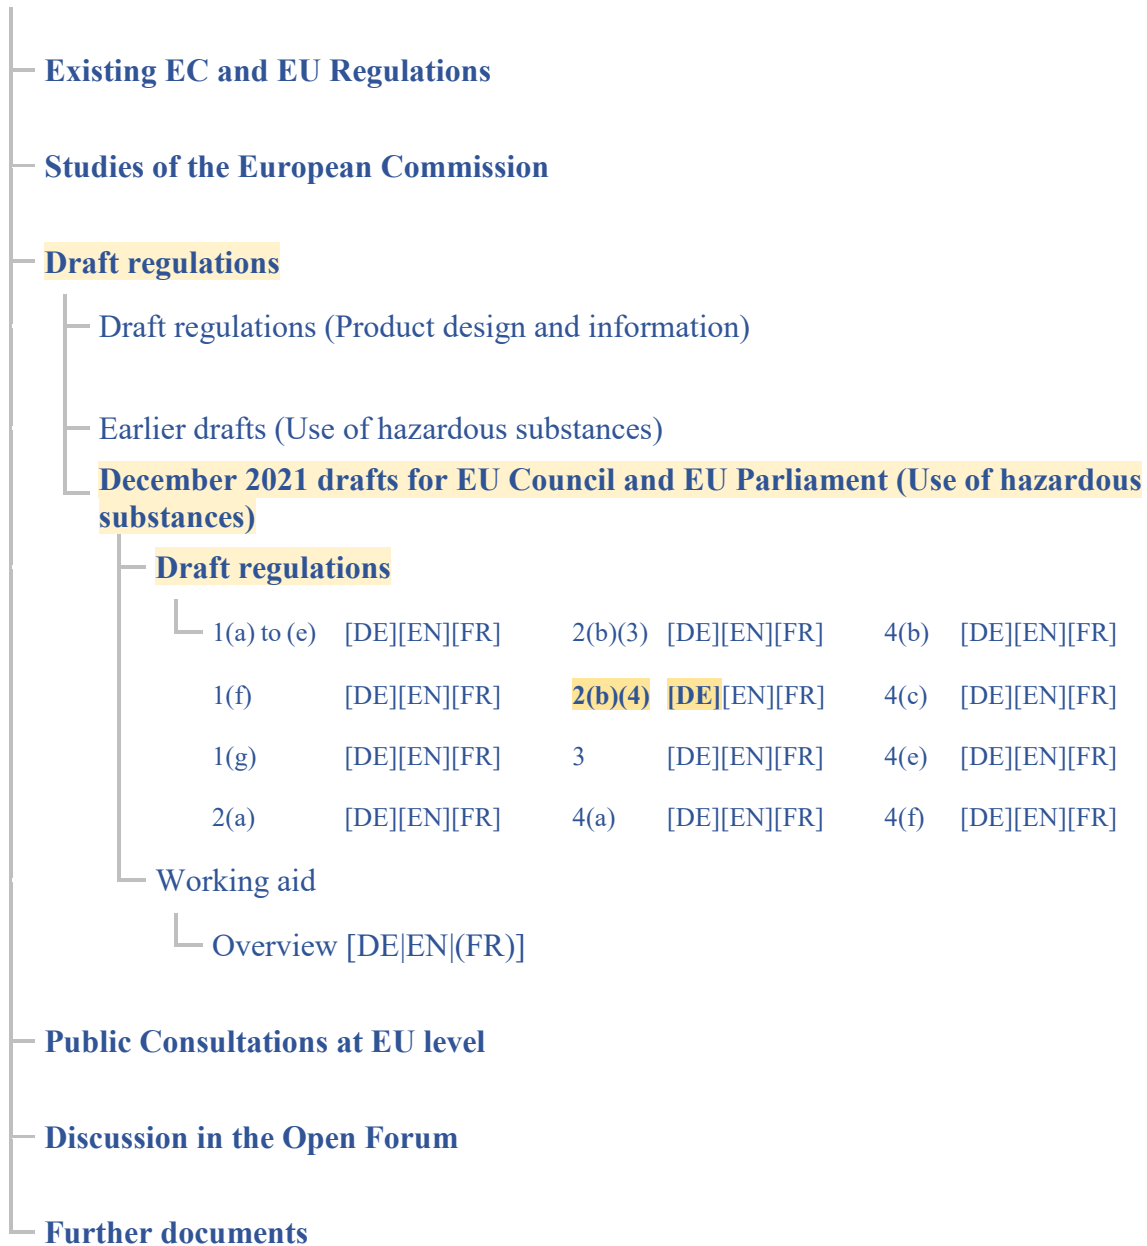 Existing EC and EU Regulations
Studies of the European Commission
Draft regulations
Draft regulations (Product design and information)
Earlier drafts (Use of hazardous substances)
December 2021 drafts for EU Council and EU Parliament (Use of hazardous
substances)
Draft regulations
1(a) to (e) [DE][EN][FR] 2(b)(3) [DE][EN][FR] 4(b) [DE][EN][FR]
1(f) [DE][EN][FR] 2(b)(4) [DE][EN][FR] 4(c) [DE][EN][FR]
1(g) [DE][EN][FR] 3 [DE][EN][FR] 4(e) [DE][EN][FR]
2(a) [DE][EN][FR] 4(a) [DE][EN][FR] 4(f) [DE][EN][FR]
Working aid
Overview [DE|EN|(FR)]
Public Consultations at EU level
Discussion in the Open Forum
Further documents